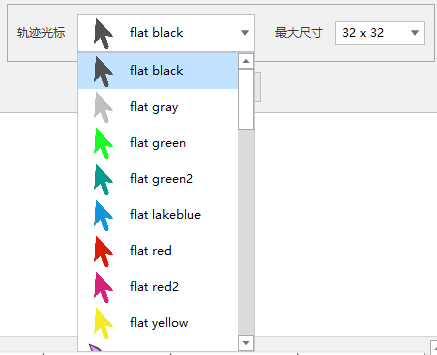 轨迹光标 flat black 最大尺寸 32 x 32
flat black
flat gray
flat green
flat green2
flat lakeblue
flat red
flat red2
flat yellow